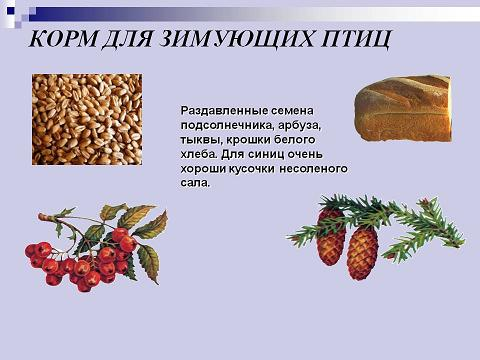 КОРМ ДЛЯ ЗИМУЮЩИХ ПТИЦ
Раздавленные семена
подсолнечника, арбуза,
тыквы, крошки белого
хлеба. Для синиц очень
хороши кусочки несоленого
сала.